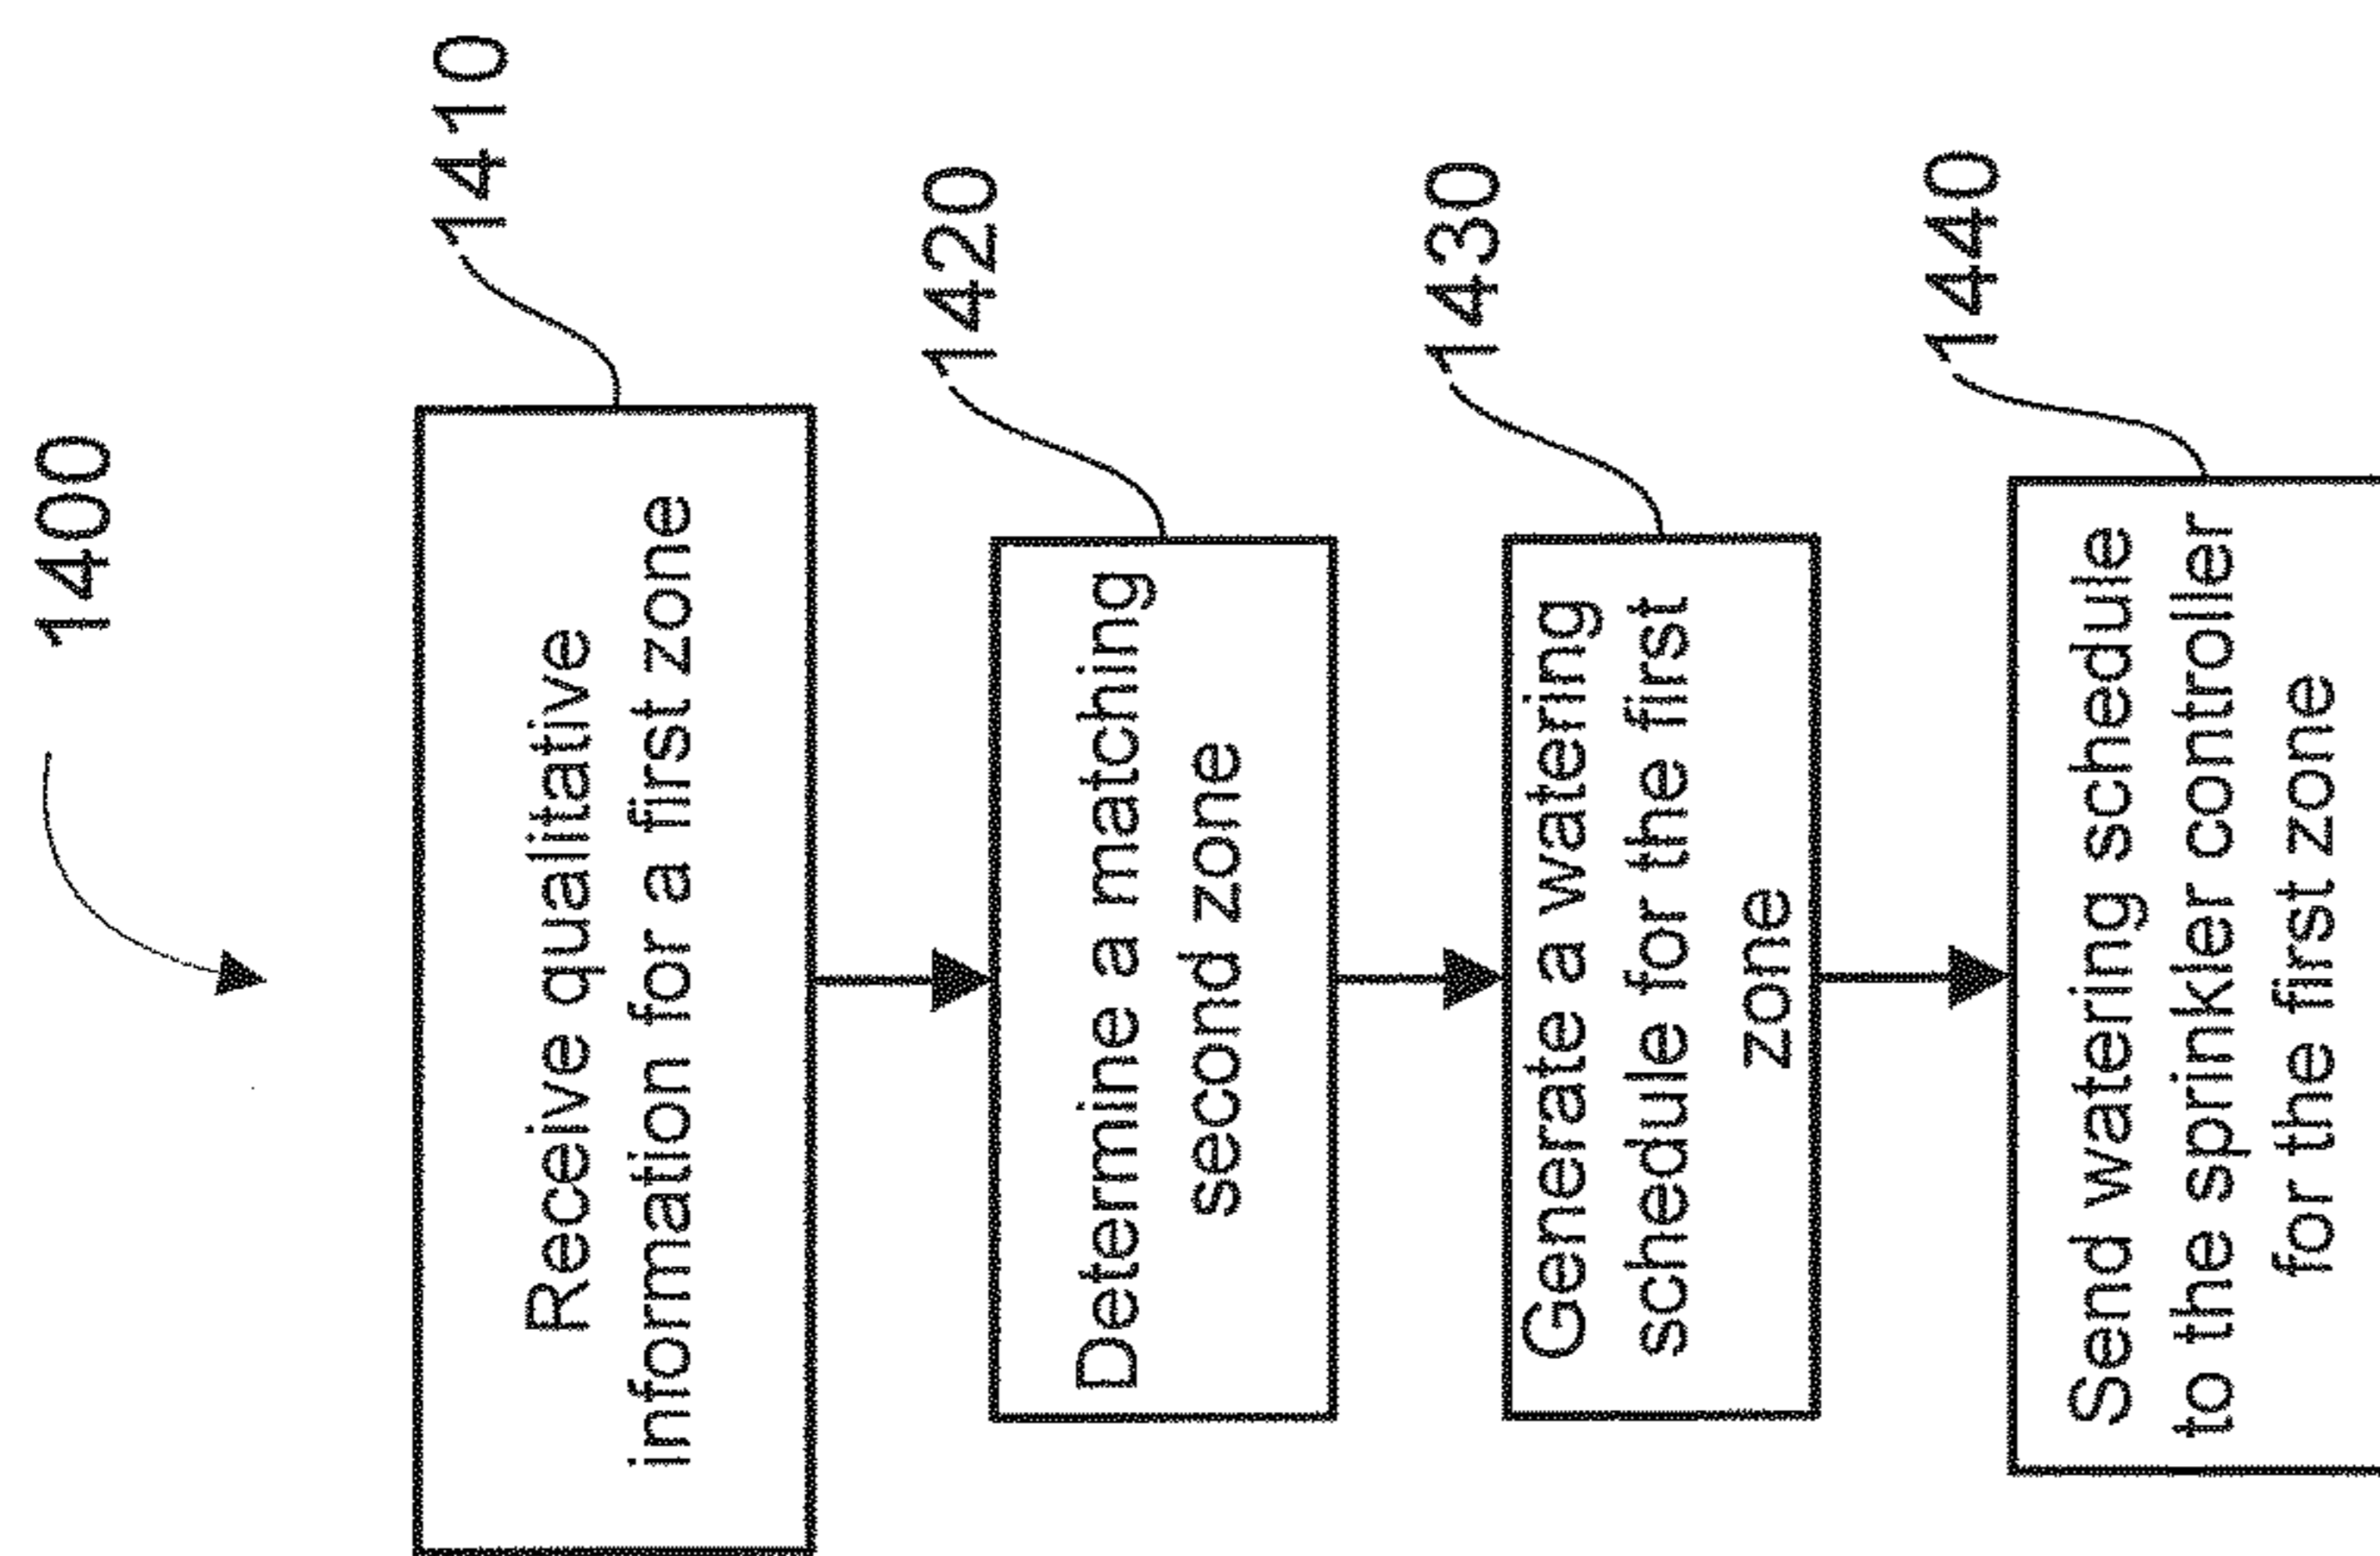 1400
1410
Receive qualitative
information for a first zone
1420
Determine a matching
second zone
1430
Generate a watering
schedule for the first
zone
1440
Send watering schedule
to the sprinkler controller
for the first zone